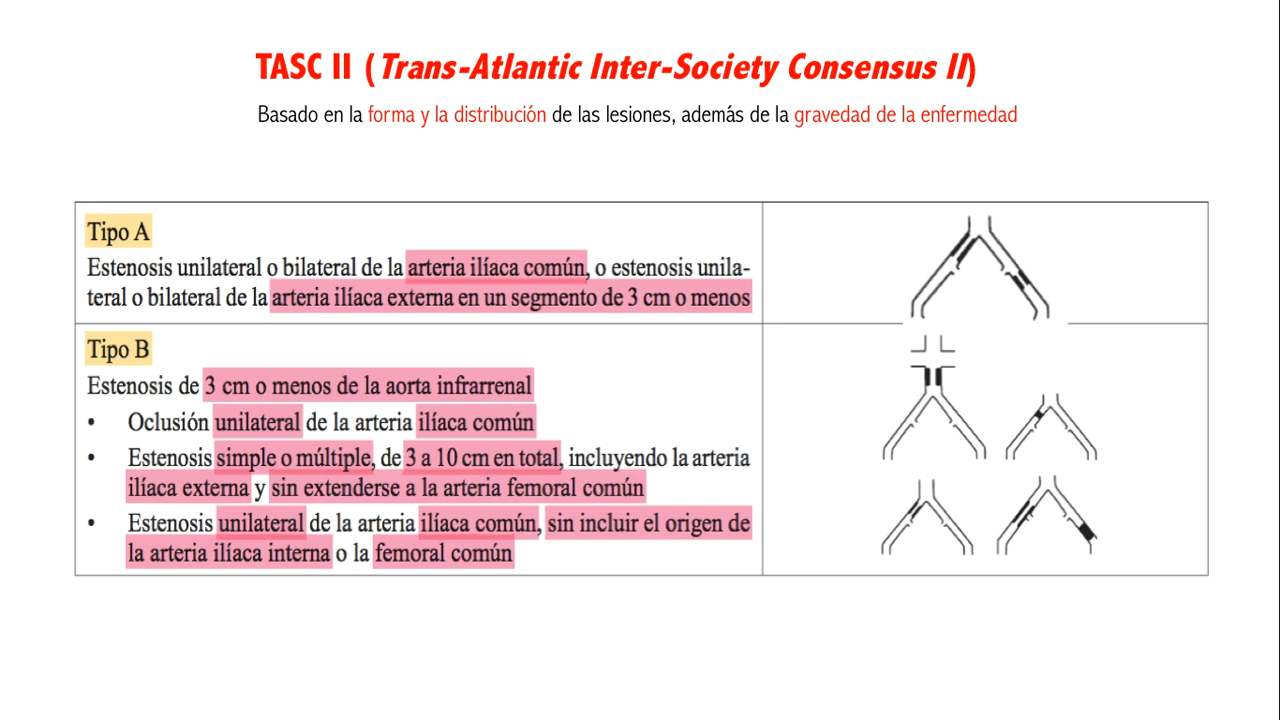 TASC II (Trans-Atlantic Inter-Society Consensus II)
Basado en la forma y la distribución de las lesiones, además de la gravedad de la enfermedad
Tipo A
Estenosis unilateral o bilateral de la arteria ilíaca común, o estenosis unila-
teral o bilateral de la arteria ilíaca externa en un segmento de 3 cm o menos
Tipo B
Estenosis de 3 cm o menos de la aorta infrarrenal
• Oclusión unilateral de la arteria ilíaca común
• Estenosis simple o múltiple, de 3 a 10 cm en total, incluyendo la arteria
ilíaca externa y sin extenderse a la arteria femoral común
• Estenosis unilateral de la arteria ilíaca común, sin incluir el origen de
la arteria ilíaca interna o la femoral común